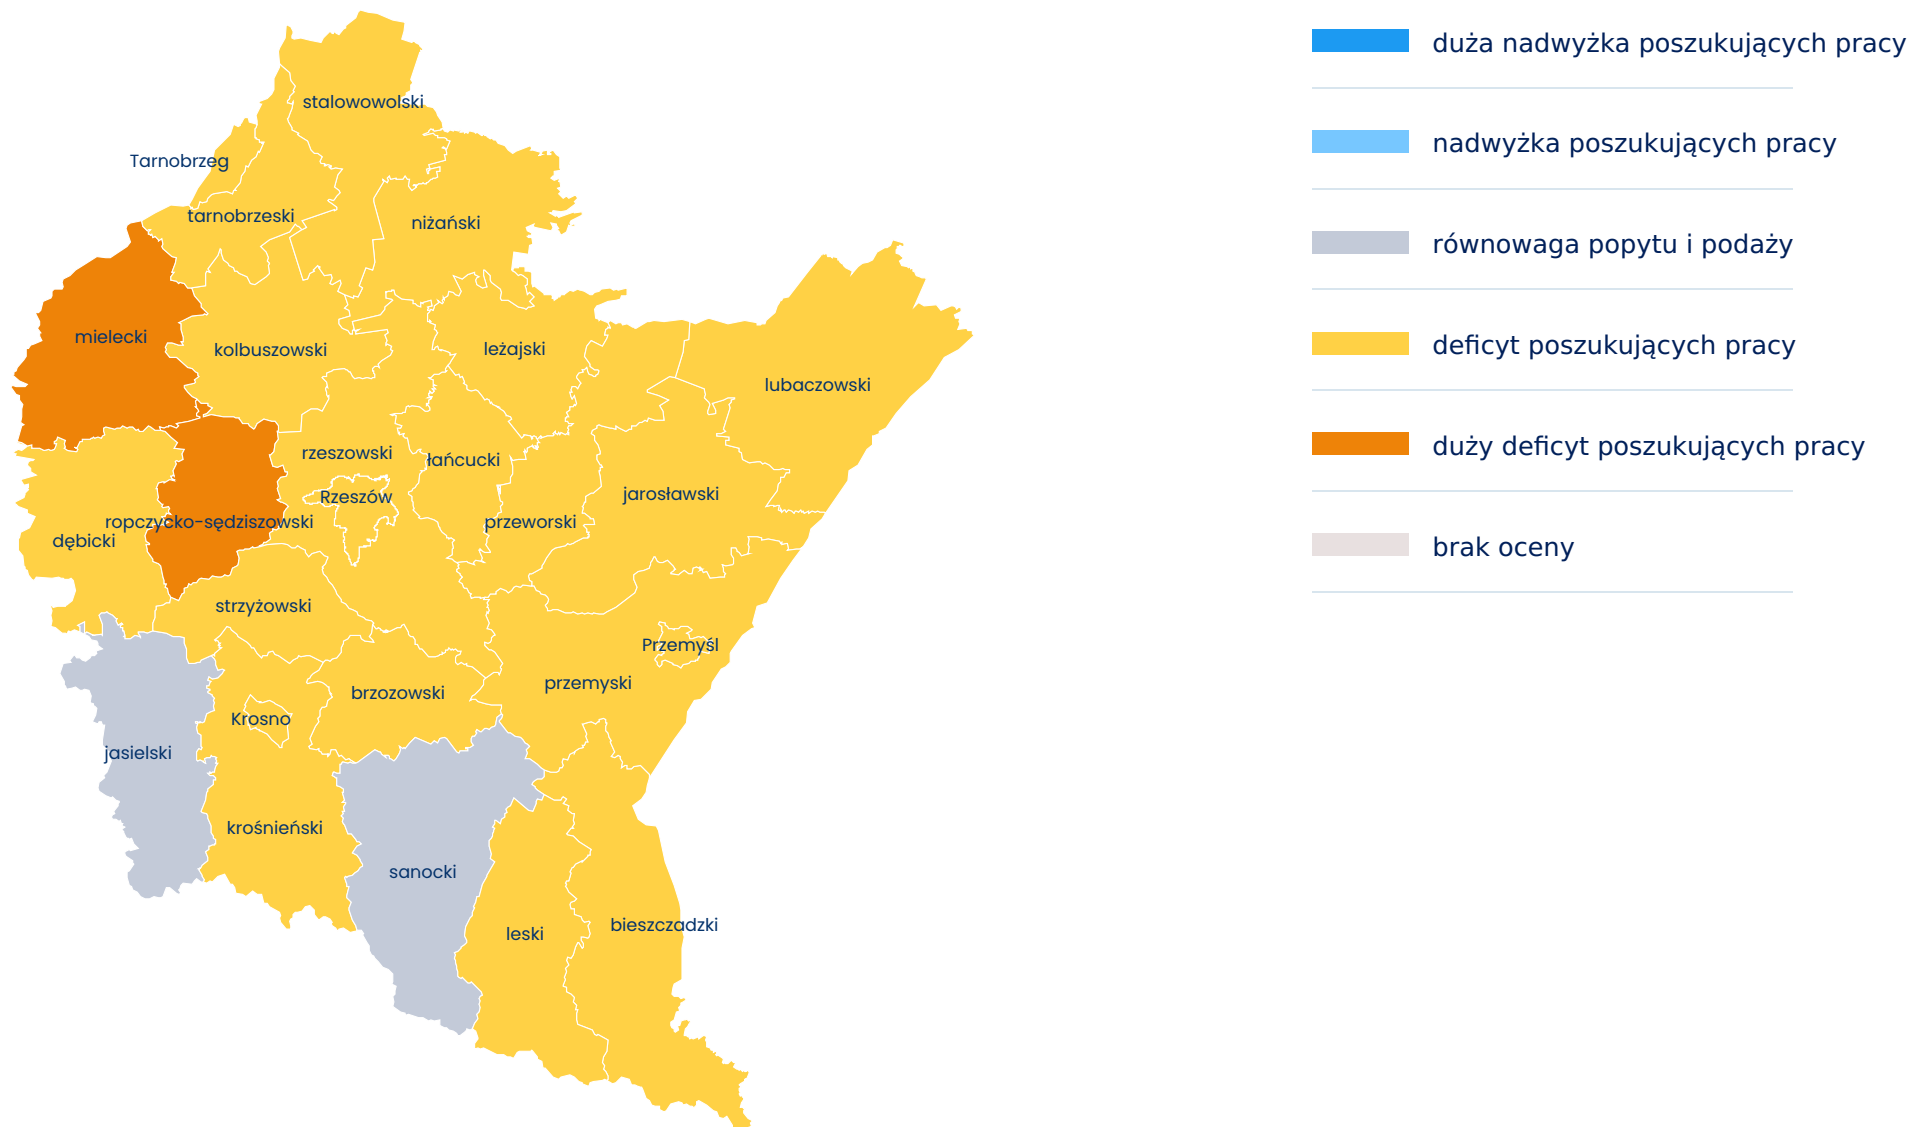 stalowowolski
Tarnobrzeg
tarnobrzeski
niżański
mielecki
kolbuszowski
leżajski
lubaczowski
rzeszowski
łańcucki
Rzeszów
jarosławski
ropczycko-sędziszowski
przeworski
dębicki
strzyżowski
Przemyśl
przemyski
brzozowski
Krosno
jasielski
krośnieński
sanocki
leski
bieszczadzki
duża nadwyżka poszukujących pracy
nadwyżka poszukujących pracy
równowaga popytu i podaży
deficyt poszukujących pracy
duży deficyt poszukujących pracy
brak oceny